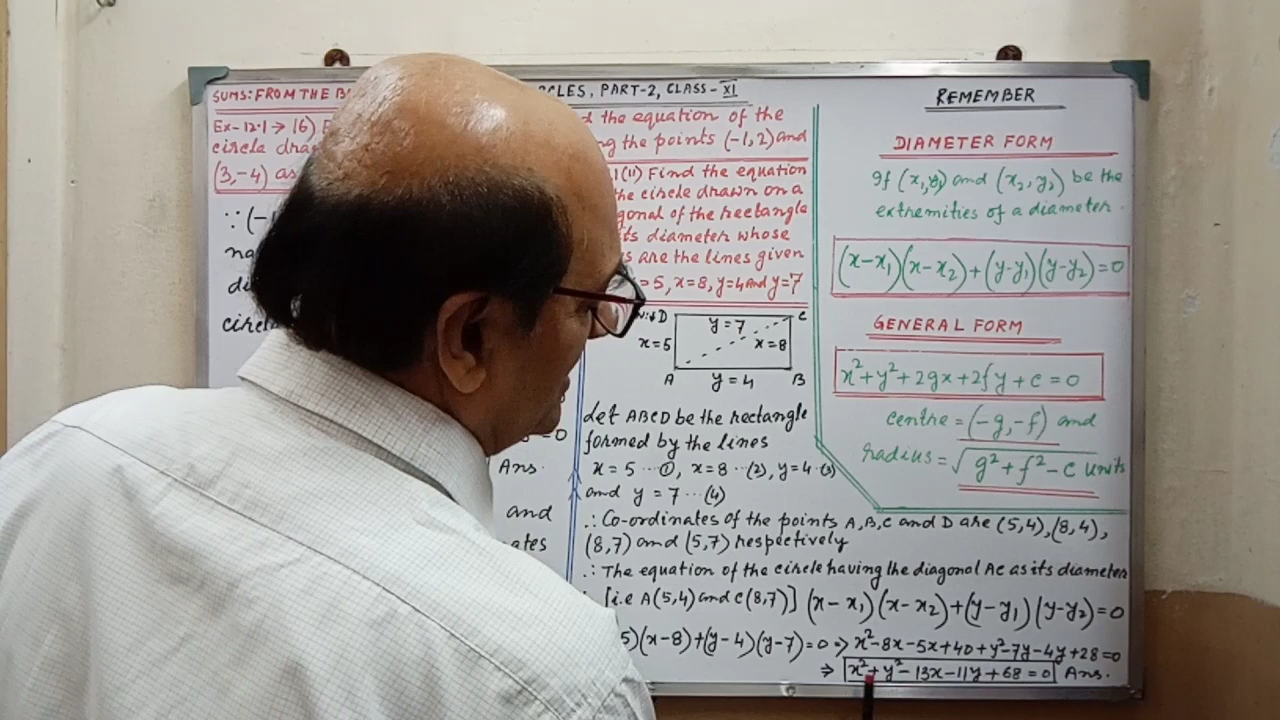 SUMS: FROM THE B
CLES, PART-2, CLASS-XI
Ex-12·1 → 16)
the equation of the
circle
the points (-1,2) and
(3,-4) as
∵ (-1
circle
1(11) Find the equation
the circle drawn on a
of the rectangle
its diameter whose
are the lines given
=5, x=8, y=4 and y=7
D C
y=7
x=5 x=8
A y=4 B
Let ABCD be the rectangle
formed by the lines
x=5 ···①, x=8 ···(2), y=4 ··(3)
and y=7 ···(4)
=0
Ans.
and
REMEMBER
DIAMETER FORM
If (x₁,y₁) and (x₂,y₂) be the
extremities of a diameter.
(x-x₁)(x-x₂)+(y-y₁)(y-y₂)=0
GENERAL FORM
x²+y²+2gx+2fy+c=0
centre=(-g,-f) and
radius=√g²+f²-c units
∴ Co-ordinates of the points A,B,C and D are (5,4),(8,4),
(8,7) and (5,7) respectively
∴ The equation of the circle having the diagonal AC as its diameter
[i.e A(5,4) and C(8,7)] (x-x₁)(x-x₂)+(y-y₁)(y-y₂)=0
5)(x-8)+(y-4)(y-7)=0 ⇒ x²-8x-5x+40+y²-7y-4y+28=0
⇒ x²+y²-13x-11y+68=0 Ans.